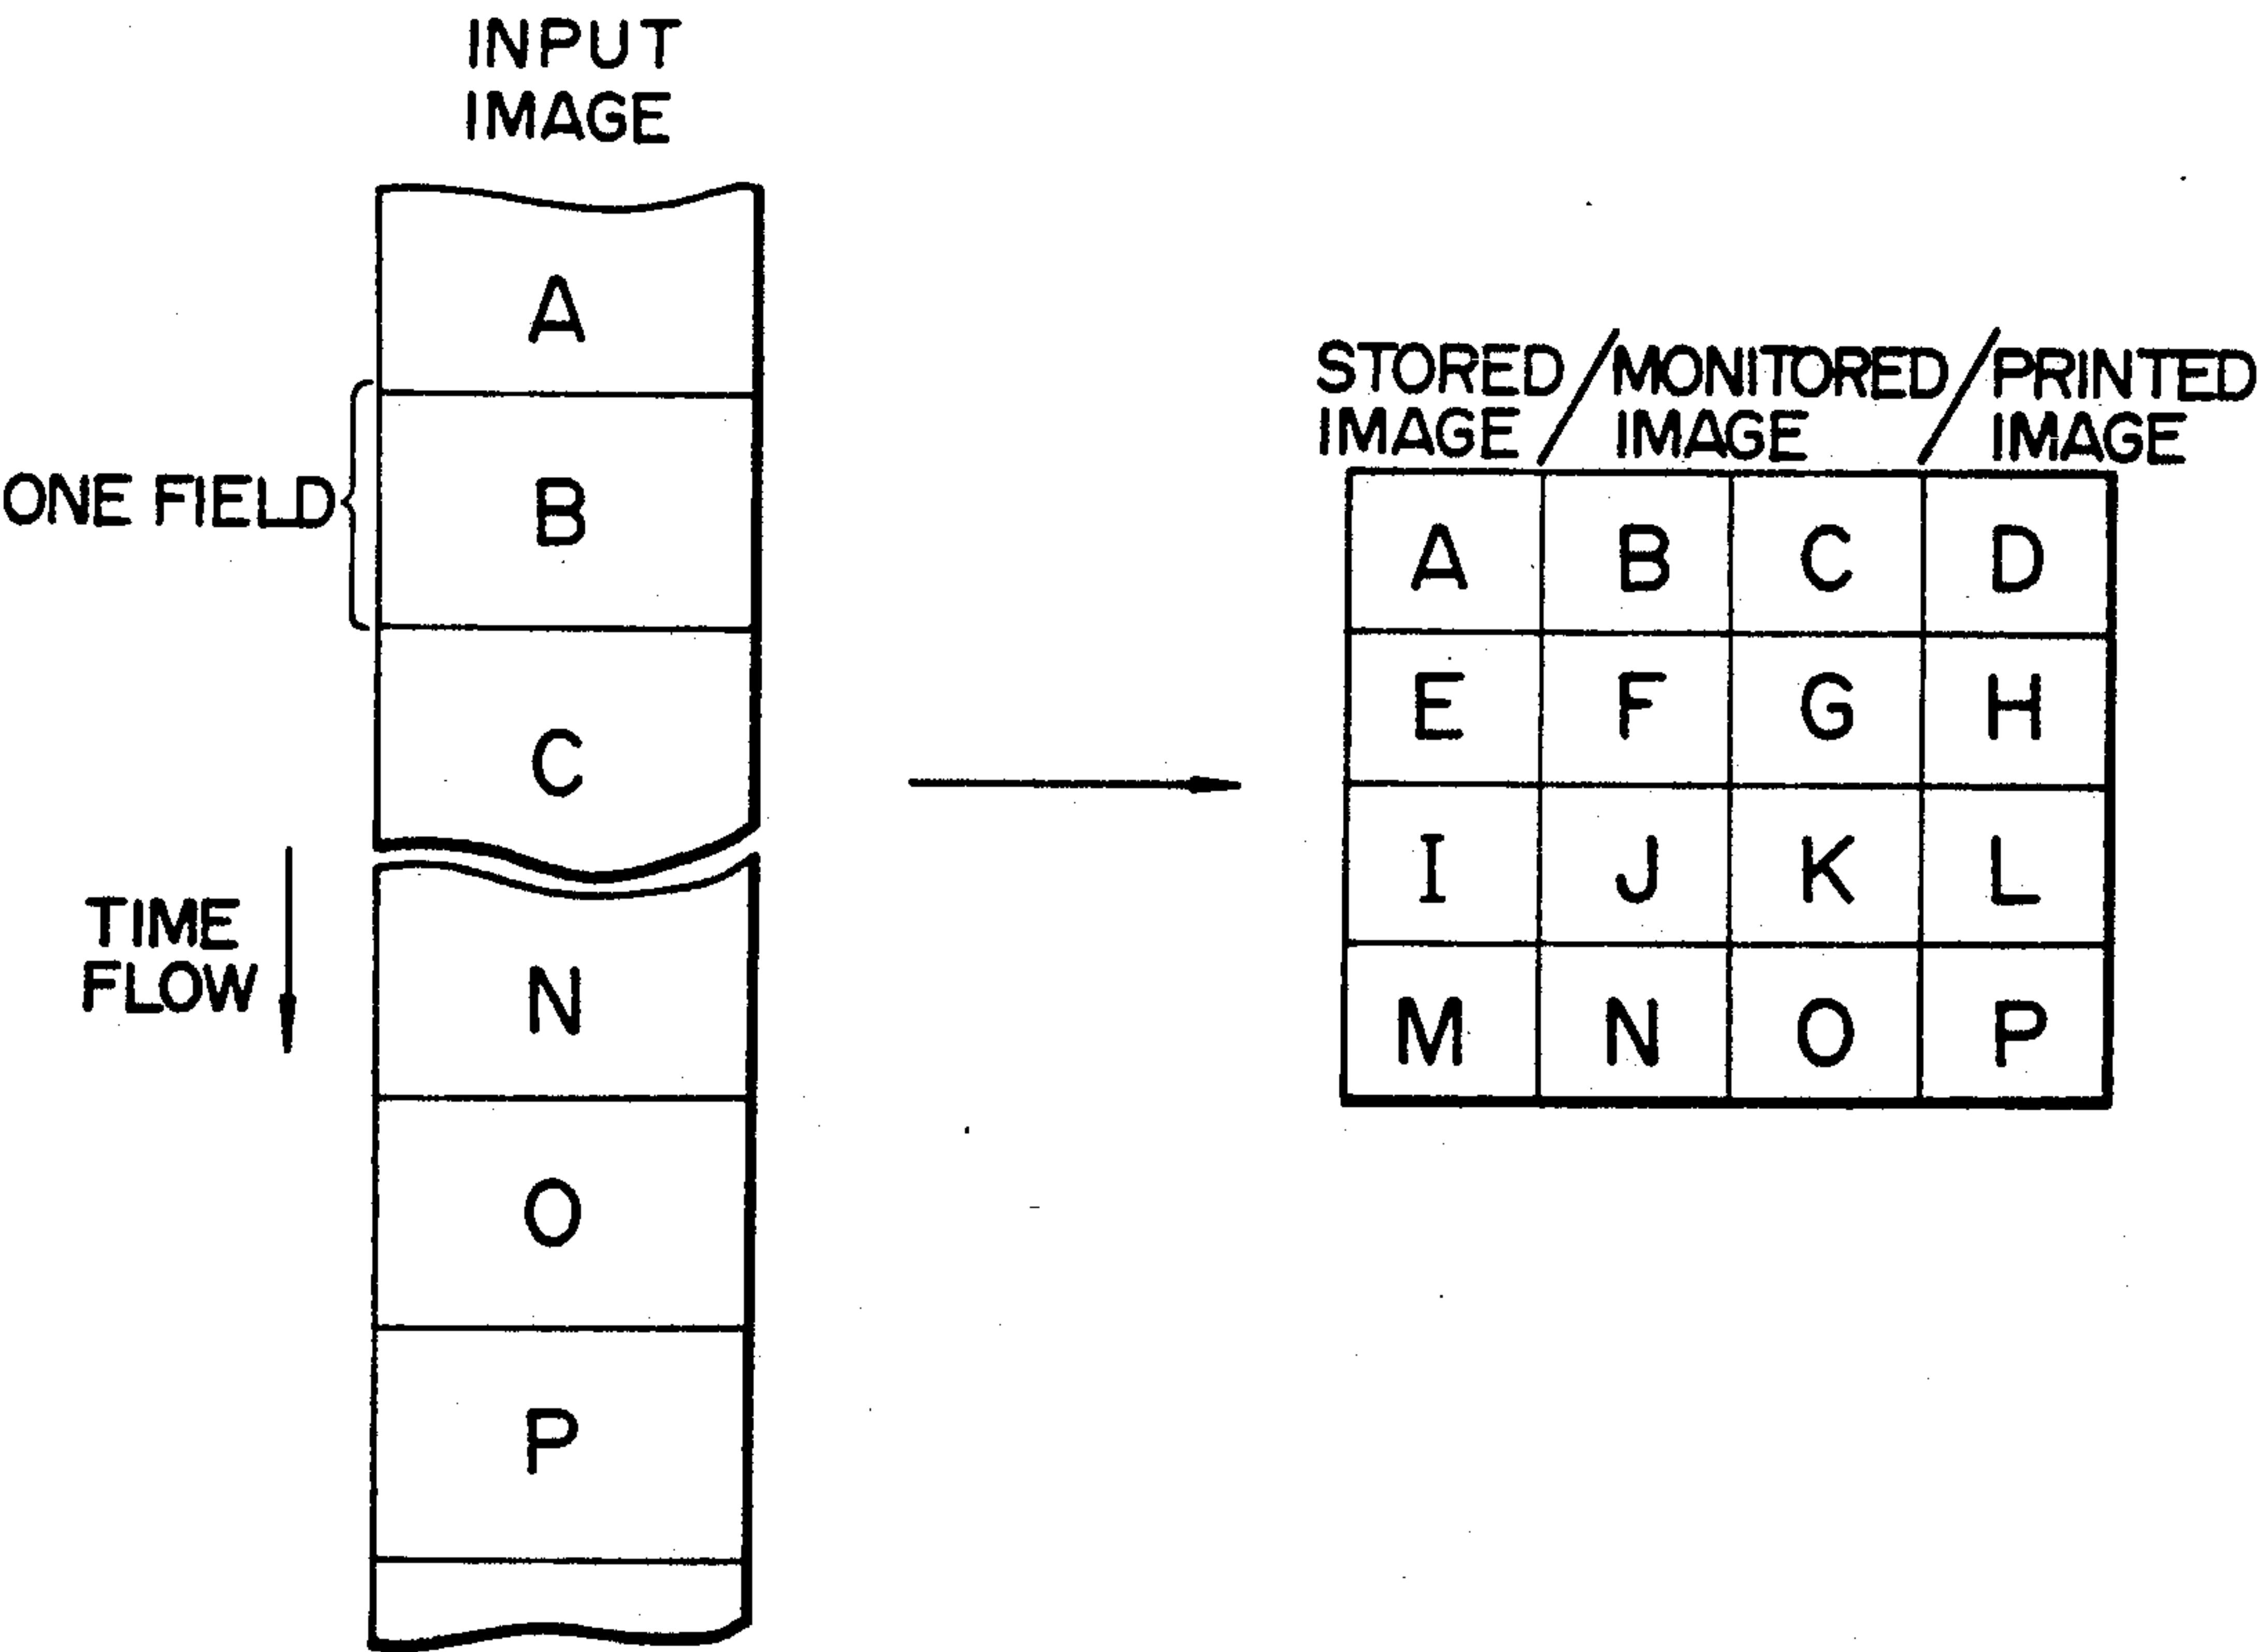 INPUT
IMAGE
A
ONE FIELD
B
C
TIME
FLOW
N
O
P
STORED / MONITORED / PRINTED
IMAGE / IMAGE / IMAGE
A B C D
E F G H
I J K L
M N O P